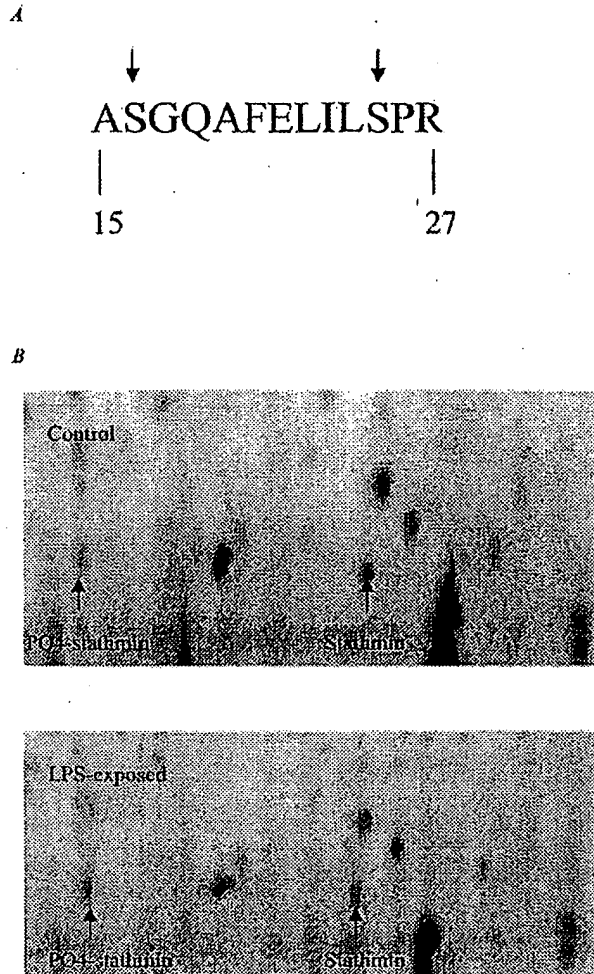 A
ASGQAFELILSPR
15 27
B
Control
PO4-stathmin Stathmin
LPS-exposed
PO4-stathmin Stathmin